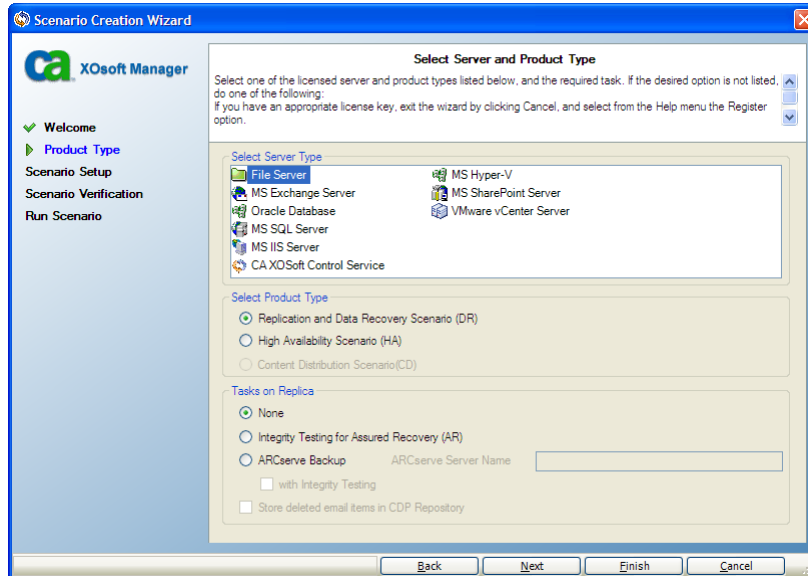 Scenario Creation Wizard
ca XOsoft Manager
Welcome
Product Type
Scenario Setup
Scenario Verification
Run Scenario
Select Server and Product Type
Select one of the licensed server and product types listed below, and the required task. If the desired option is not listed,
do one of the following:
If you have an appropriate license key, exit the wizard by clicking Cancel, and select from the Help menu the Register
option.
Select Server Type
File Server
MS Exchange Server
Oracle Database
MS SQL Server
MS IIS Server
CA XOSoft Control Service
MS Hyper-V
MS SharePoint Server
VMware vCenter Server
Select Product Type
Replication and Data Recovery Scenario (DR)
High Availability Scenario (HA)
Content Distribution Scenario(CD)
Tasks on Replica
None
Integrity Testing for Assured Recovery (AR)
ARCserve Backup ARCserve Server Name
with Integrity Testing
Store deleted email items in CDP Repository
Back Next Finish Cancel